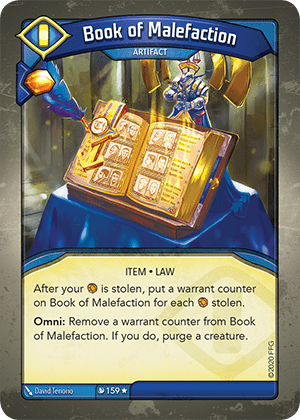 Book of Malefaction
ARTIFACT
ITEM • LAW
After your is stolen, put a warrant counter
on Book of Malefaction for each stolen.
Omni: Remove a warrant counter from Book
of Malefaction. If you do, purge a creature.
David Tenorio
159 ★
©2020 FFG